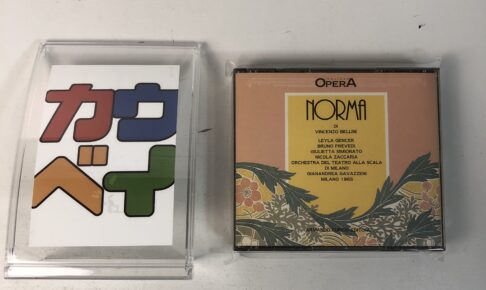 カウ
ベイ
OPERA
NORMA
DI
VINCENZO BELLINI
LEYLA GENCER
BRUNO PREVEDI
GIULIETTA SIMIONATO
NICOLA ZACCARIA
ORCHESTRA DEL TEATRO ALLA SCALA
DI MILANO
GIANANDREA GAVAZZENI
MILANO 1965